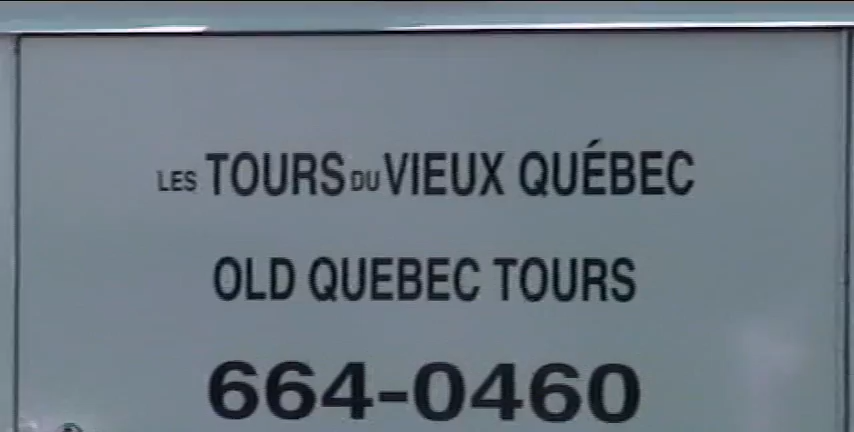 LES TOURS DU VIEUX QUÉBEC
OLD QUEBEC TOURS
664-0460